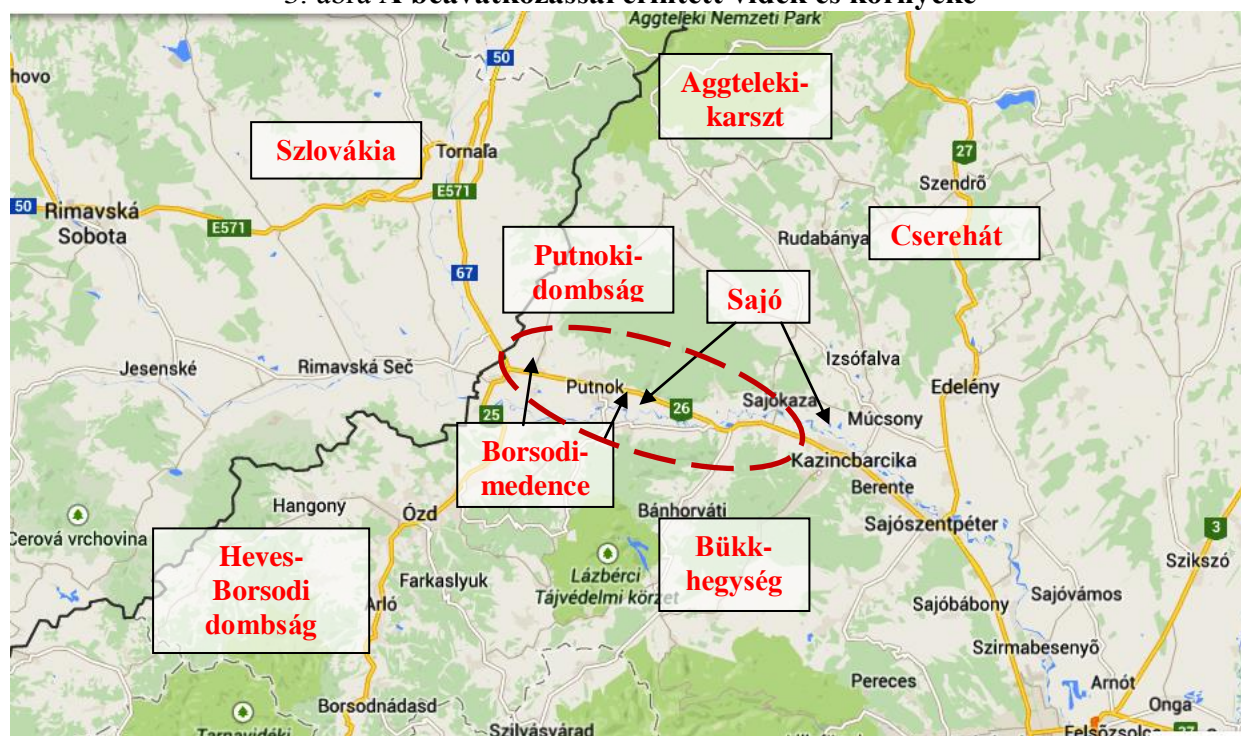 3. ábra A beavatkozással érintett vidék és környéke
Aggteleki Nemzeti Park
hovo
50
Aggteleki-
karszt
Szlovákia
Tornaľa
27
Szendrő
50
Rimavská
Sobota
E571
E571
Rudabánya
Cserehát
Putnoki-
dombság
67
Sajó
Izsófalva
Jesenské
Rimavská Seč
Putnok
Edelény
25
26
Sajókaza
Múcsony
Borsodi-
medence
Kazincbarcika
Berente
Hangony
Ózd
Bánhorváti
Sajószentpéter
Cerová vrchovina
3
Heves-
Borsodi
dombság
Bükk-
hegység
Szikszó
Farkaslyuk
Lázbérci
Tájvédelmi körzet
Arló
Sajóbábony
Sajóvámos
Szirmabesenyő
Pereces
Arnót
Borsodnádasd
Onga
Szilvásvárad
Felsőzsolca
Tarnavidéki
27